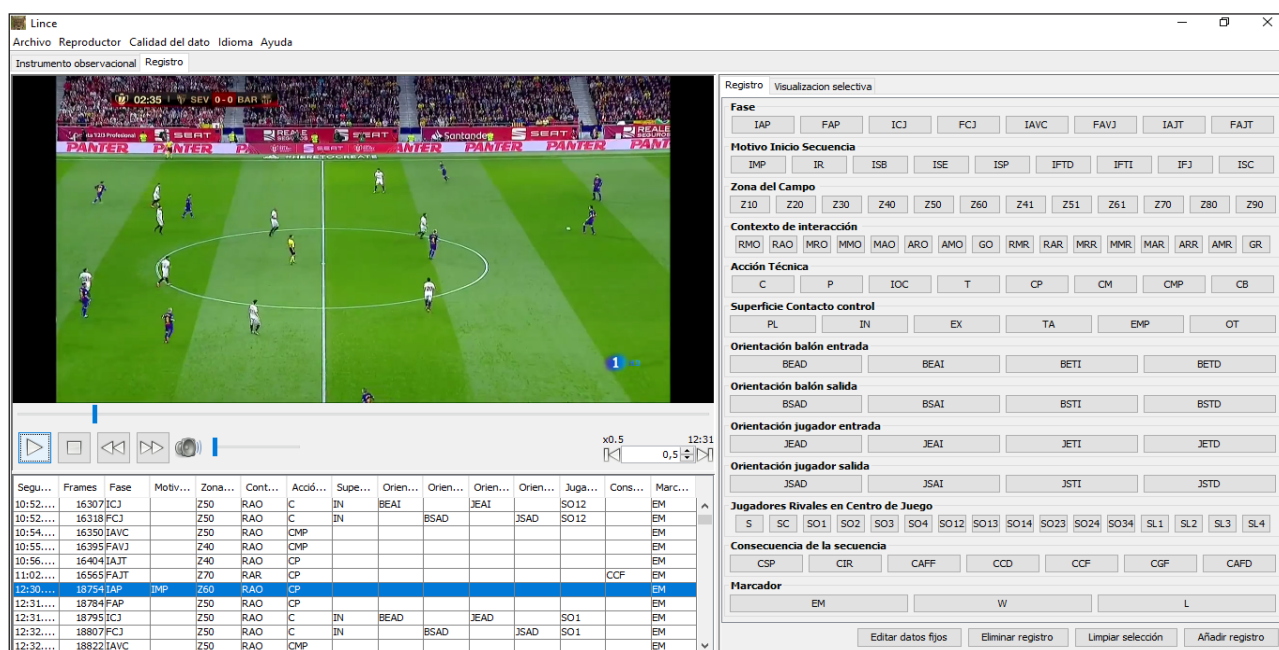 Lince
Archivo Reproductor Calidad del dato Idioma Ayuda
Instrumento observacional Registro
02:35 SEV 0-0 BAR
SEERT REALE SEGUROS SEAT Santander SEAT REALE SEGUROS
PANTER PANTER PANTER PANTER PANTER
#HERETOCREATE
1
x0.5 12:31
0,5
Segu... Frames Fase Motiv... Zona... Cont... Acció... Supe... Orien... Orien... Orien... Orien... Juga... Cons... Marc...
10:52.... 16307 ICJ Z50 RAO C IN BEAI JEAI SO12 EM
10:52.... 16318 FCJ Z50 RAO C IN BSAD JSAD SO12 EM
10:54.... 16350 IAVC Z50 RAO CMP EM
10:55.... 16395 FAVJ Z40 RAO CMP EM
10:56.... 16404 IAJT Z40 RAO CP EM
11:02.... 16565 FAJT Z70 RAR CP CCF EM
12:30.... 18754 IAP IMP Z60 RAO CP EM
12:31.... 18784 FAP Z50 RAO CP EM
12:31.... 18795 ICJ Z50 RAO C IN BEAD JEAD SO1 EM
12:32.... 18807 FCJ Z50 RAO C IN BSAD JSAD SO1 EM
12:32.... 18822 IAVC Z50 RAO CMP EM
Registro Visualizacion selectiva
Fase
IAP FAP ICJ FCJ IAVC FAVJ IAJT FAJT
Motivo Inicio Secuencia
IMP IR ISB ISE ISP IFTD IFTI IFJ ISC
Zona del Campo
Z10 Z20 Z30 Z40 Z50 Z60 Z41 Z51 Z61 Z70 Z80 Z90
Contexto de interacción
RMO RAO MRO MMO MAO ARO AMO GO RMR RAR MRR MMR MAR ARR AMR GR
Acción Técnica
C P IOC T CP CM CMP CB
Superficie Contacto control
PL IN EX TA EMP OT
Orientación balón entrada
BEAD BEAI BETI BETD
Orientación balón salida
BSAD BSAI BSTI BSTD
Orientación jugador entrada
JEAD JEAI JETI JETD
Orientación jugador salida
JSAD JSAI JSTI JSTD
Jugadores Rivales en Centro de Juego
S SC SO1 SO2 SO3 SO4 SO12 SO13 SO14 SO23 SO24 SO34 SL1 SL2 SL3 SL4
Consecuencia de la secuencia
CSP CIR CAFF CCD CCF CGF CAFD
Marcador
EM W L
Editar datos fijos Eliminar registro Limpiar selección Añadir registro